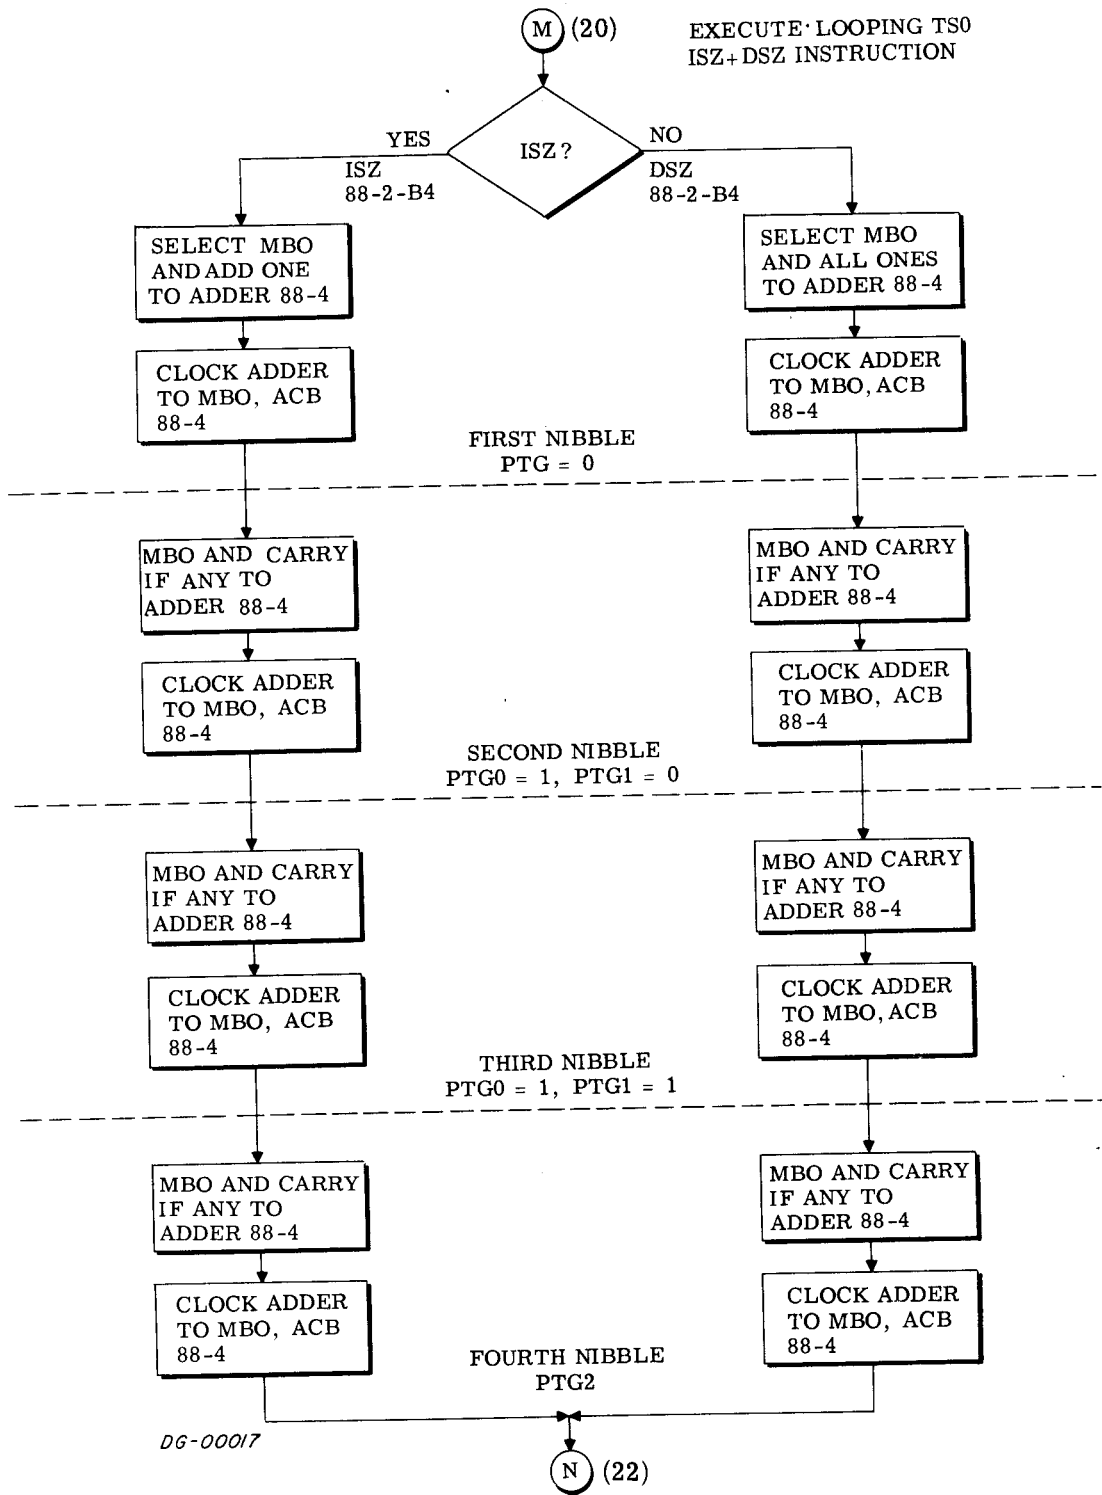 M (20)
EXECUTE· LOOPING TS0
ISZ+DSZ INSTRUCTION
ISZ?
YES
ISZ
88-2-B4
NO
DSZ
88-2-B4
SELECT MBO
AND ADD ONE
TO ADDER 88-4
SELECT MBO
AND ALL ONES
TO ADDER 88-4
CLOCK ADDER
TO MBO, ACB
88-4
CLOCK ADDER
TO MBO, ACB
88-4
FIRST NIBBLE
PTG = 0
MBO AND CARRY
IF ANY TO
ADDER 88-4
MBO AND CARRY
IF ANY TO
ADDER 88-4
CLOCK ADDER
TO MBO, ACB
88-4
CLOCK ADDER
TO MBO, ACB
88-4
SECOND NIBBLE
PTG0 = 1, PTG1 = 0
MBO AND CARRY
IF ANY TO
ADDER 88-4
MBO AND CARRY
IF ANY TO
ADDER 88-4
CLOCK ADDER
TO MBO, ACB
88-4
CLOCK ADDER
TO MBO, ACB
88-4
THIRD NIBBLE
PTG0 = 1, PTG1 = 1
MBO AND CARRY
IF ANY TO
ADDER 88-4
MBO AND CARRY
IF ANY TO
ADDER 88-4
CLOCK ADDER
TO MBO, ACB
88-4
CLOCK ADDER
TO MBO, ACB
88-4
FOURTH NIBBLE
PTG2
DG-00017
N (22)